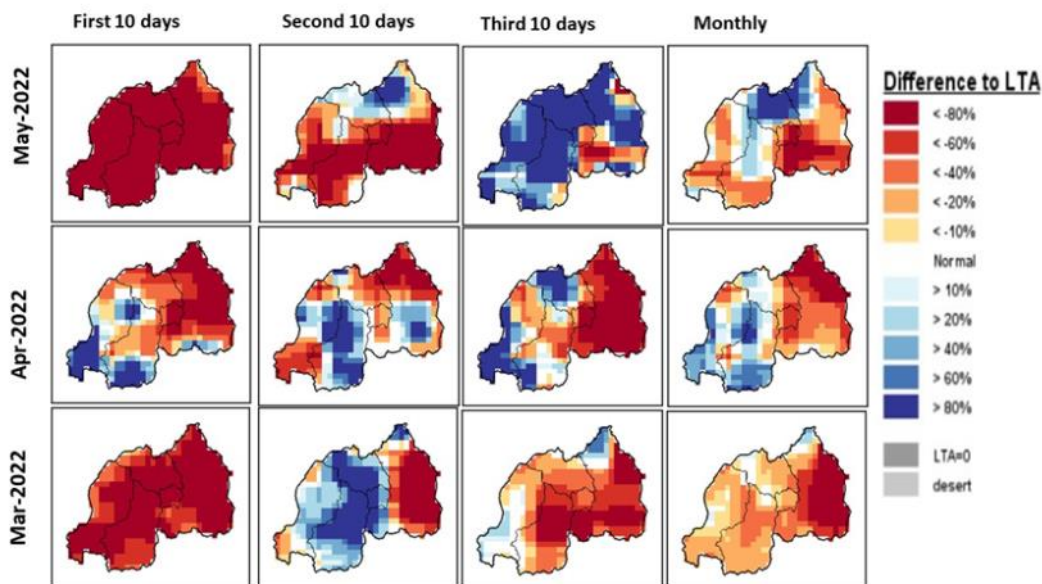 First 10 days
Second 10 days
Third 10 days
Monthly
May-2022
Apr-2022
Mar-2022
Difference to LTA
< -80%
< -60%
< -40%
< -20%
< -10%
Normal
> 10%
> 20%
> 40%
> 60%
> 80%
LTA=0
desert